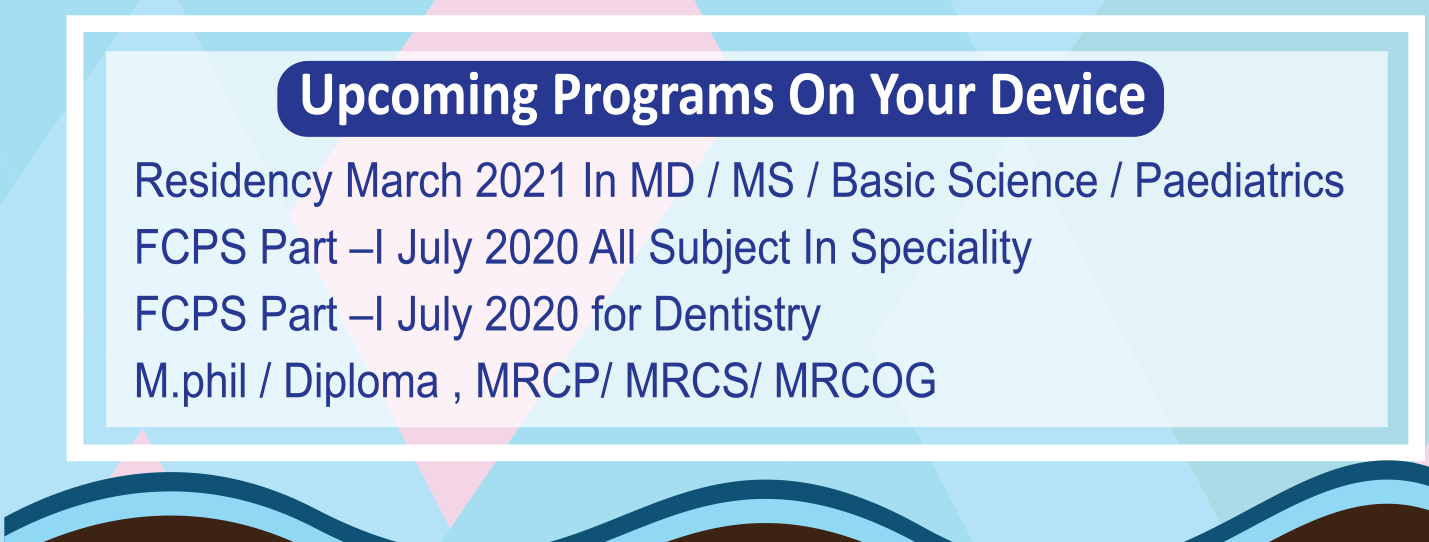 Upcoming Programs On Your Device
Residency March 2021 In MD / MS / Basic Science / Paediatrics
FCPS Part –I July 2020 All Subject In Speciality
FCPS Part –I July 2020 for Dentistry
M.phil / Diploma , MRCP/ MRCS/ MRCOG